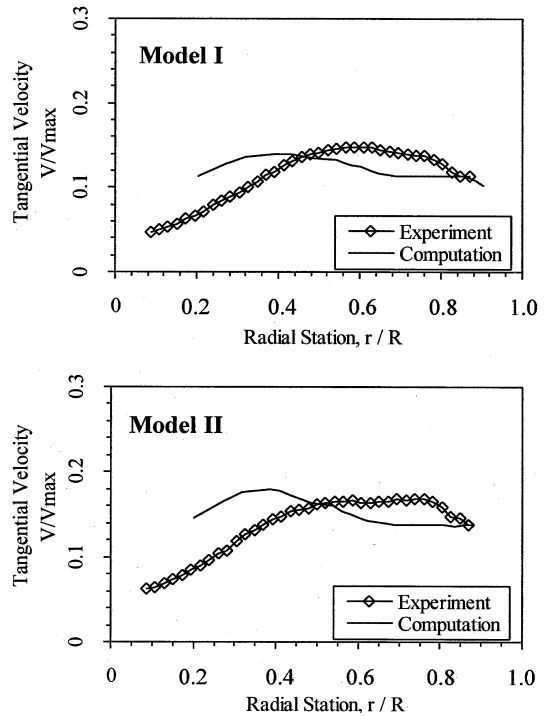 0.3
Model I
0.2
Tangential Velocity
V/Vmax
0.1
Experiment
Computation
0
0 0.2 0.4 0.6 0.8 1.0
Radial Station, r / R
0.3
Model II
0.2
Tangential Velocity
V/Vmax
0.1
Experiment
Computation
0
0 0.2 0.4 0.6 0.8 1.0
Radial Station, r / R